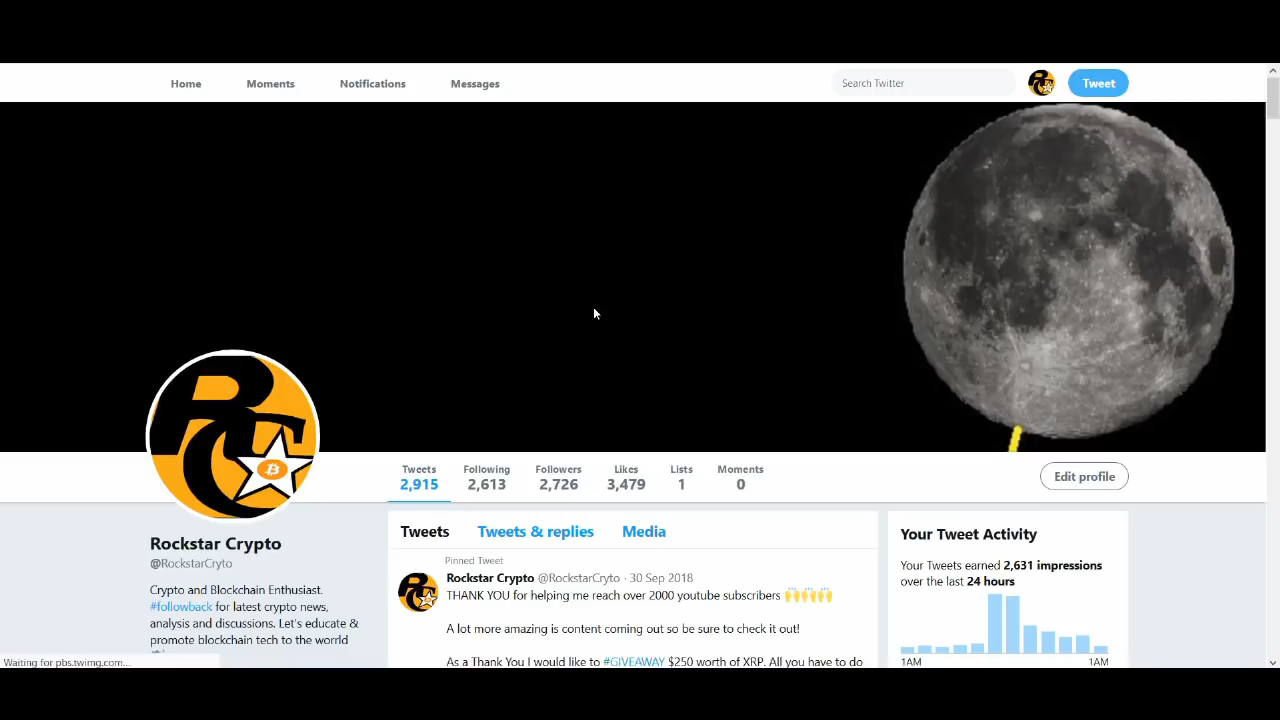 Home Moments Notifications Messages Search Twitter Tweet
Tweets Following Followers Likes Lists Moments
2,915 2,613 2,726 3,479 1 0
Edit profile
Rockstar Crypto
@RockstarCryto
Crypto and Blockchain Enthusiast.
#followback for latest crypto news,
analysis and discussions. Let's educate &
promote blockchain tech to the world
Tweets Tweets & replies Media
Pinned Tweet
Rockstar Crypto @RockstarCryto · 30 Sep 2018
THANK YOU for helping me reach over 2000 youtube subscribers 🙌🙌🙌
A lot more amazing is content coming out so be sure to check it out!
As a Thank You I would like to #GIVEAWAY $250 worth of XRP. All you have to do
Your Tweet Activity
Your Tweets earned 2,631 impressions
over the last 24 hours
1AM 1AM
Waiting for pbs.twimg.com...